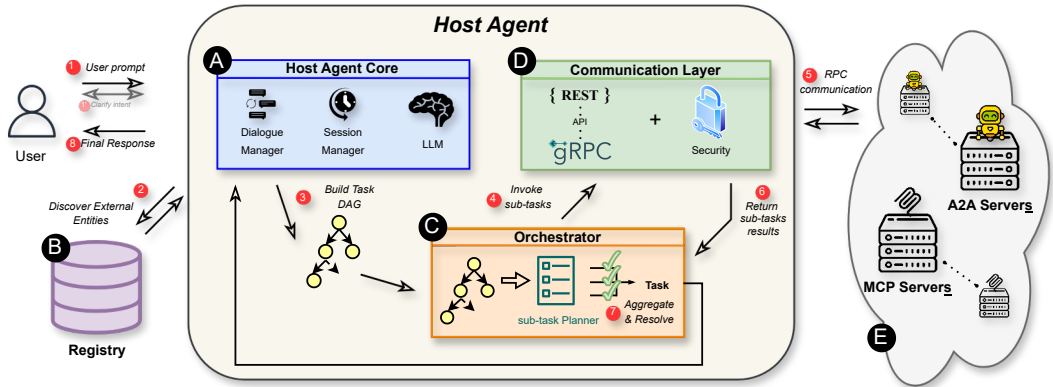 Host Agent
1
User prompt
1'
Clarify intent
8
Final Response
User
2
Discover External
Entities
B
Registry
A
Host Agent Core
Dialogue
Manager
Session
Manager
LLM
D
Communication Layer
{ REST }
API
gRPC
+
Security
3
Build Task
DAG
4
Invoke
sub-tasks
6
Return
sub-tasks
results
C
Orchestrator
sub-task Planner
Task
7
Aggregate
& Resolve
5
RPC
communication
A2A Servers
MCP Servers
E